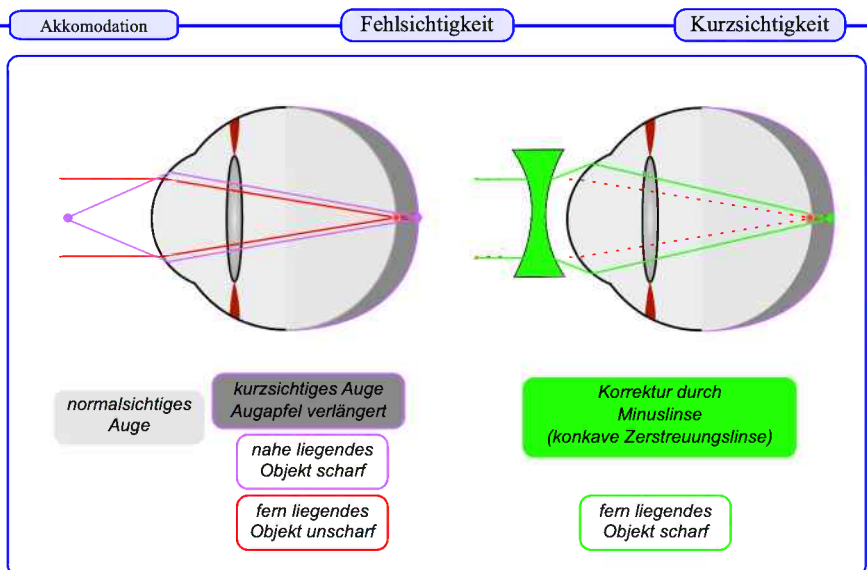 Akkomodation
Fehlsichtigkeit
Kurzsichtigkeit
normalsichtiges
Auge
kurzsichtiges Auge
Augapfel verlängert
nahe liegendes
Objekt scharf
fern liegendes
Objekt unscharf
Korrektur durch
Minuslinse
(konkave Zerstreuungslinse)
fern liegendes
Objekt scharf